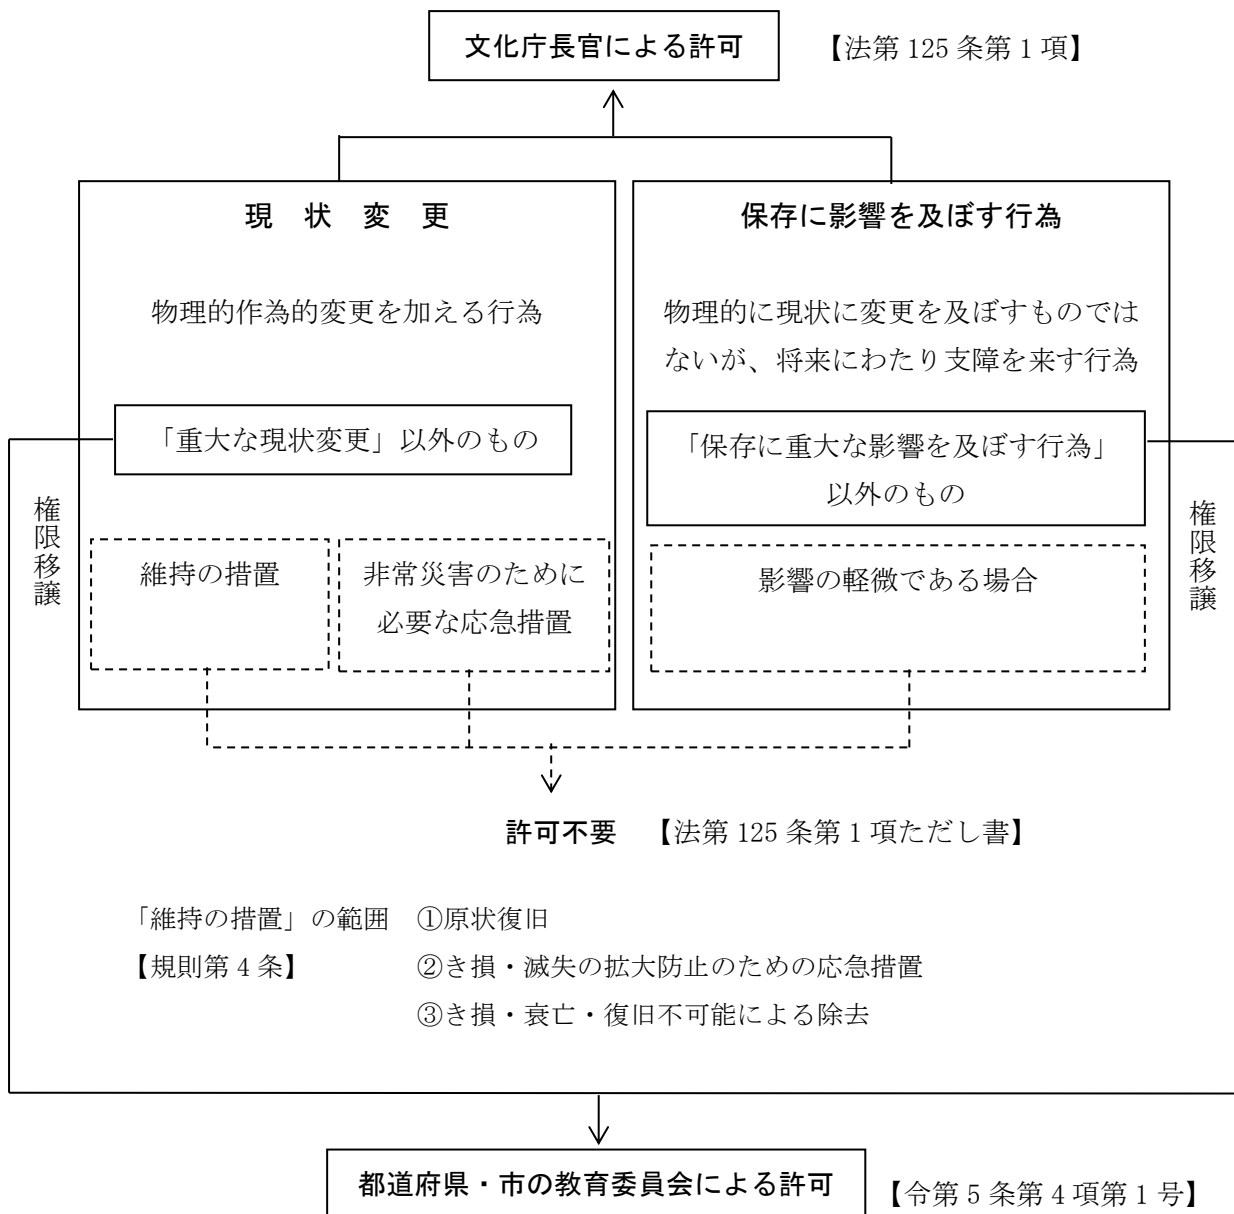 文化庁長官による許可 【法第 125 条第 1 項】
現 状 変 更
物理的作為的変更を加える行為
「重大な現状変更」以外のもの
権限移譲
維持の措置
非常災害のために
必要な応急措置
保存に影響を及ぼす行為
物理的に現状に変更を及ぼすものでは
ないが、将来にわたり支障を来す行為
「保存に重大な影響を及ぼす行為」
以外のもの
権限移譲
影響の軽微である場合
許可不要 【法第 125 条第 1 項ただし書】
「維持の措置」の範囲 ①原状復旧
【規則第 4 条】 ②き損・滅失の拡大防止のための応急措置
③き損・衰亡・復旧不可能による除去
都道府県・市の教育委員会による許可 【令第 5 条第 4 項第 1 号】